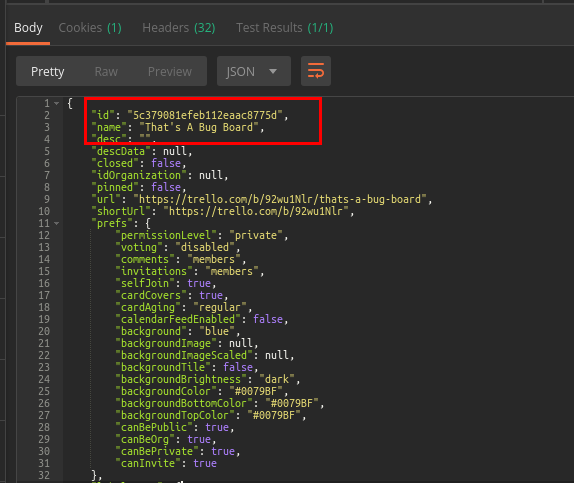 Body Cookies (1) Headers (32) Test Results (1/1)
Pretty Raw Preview JSON
1 {
2 "id": "5c379081efeb112eaac8775d",
3 "name": "That's A Bug Board",
4 "desc": "",
5 "descData": null,
6 "closed": false,
7 "idOrganization": null,
8 "pinned": false,
9 "url": "https://trello.com/b/92wu1Nlr/thats-a-bug-board",
10 "shortUrl": "https://trello.com/b/92wu1Nlr",
11 "prefs": {
12 "permissionLevel": "private",
13 "voting": "disabled",
14 "comments": "members",
15 "invitations": "members",
16 "selfJoin": true,
17 "cardCovers": true,
18 "cardAging": "regular",
19 "calendarFeedEnabled": false,
20 "background": "blue",
21 "backgroundImage": null,
22 "backgroundImageScaled": null,
23 "backgroundTile": false,
24 "backgroundBrightness": "dark",
25 "backgroundColor": "#0079BF",
26 "backgroundBottomColor": "#0079BF",
27 "backgroundTopColor": "#0079BF",
28 "canBePublic": true,
29 "canBeOrg": true,
30 "canBePrivate": true,
31 "canInvite": true
32 },